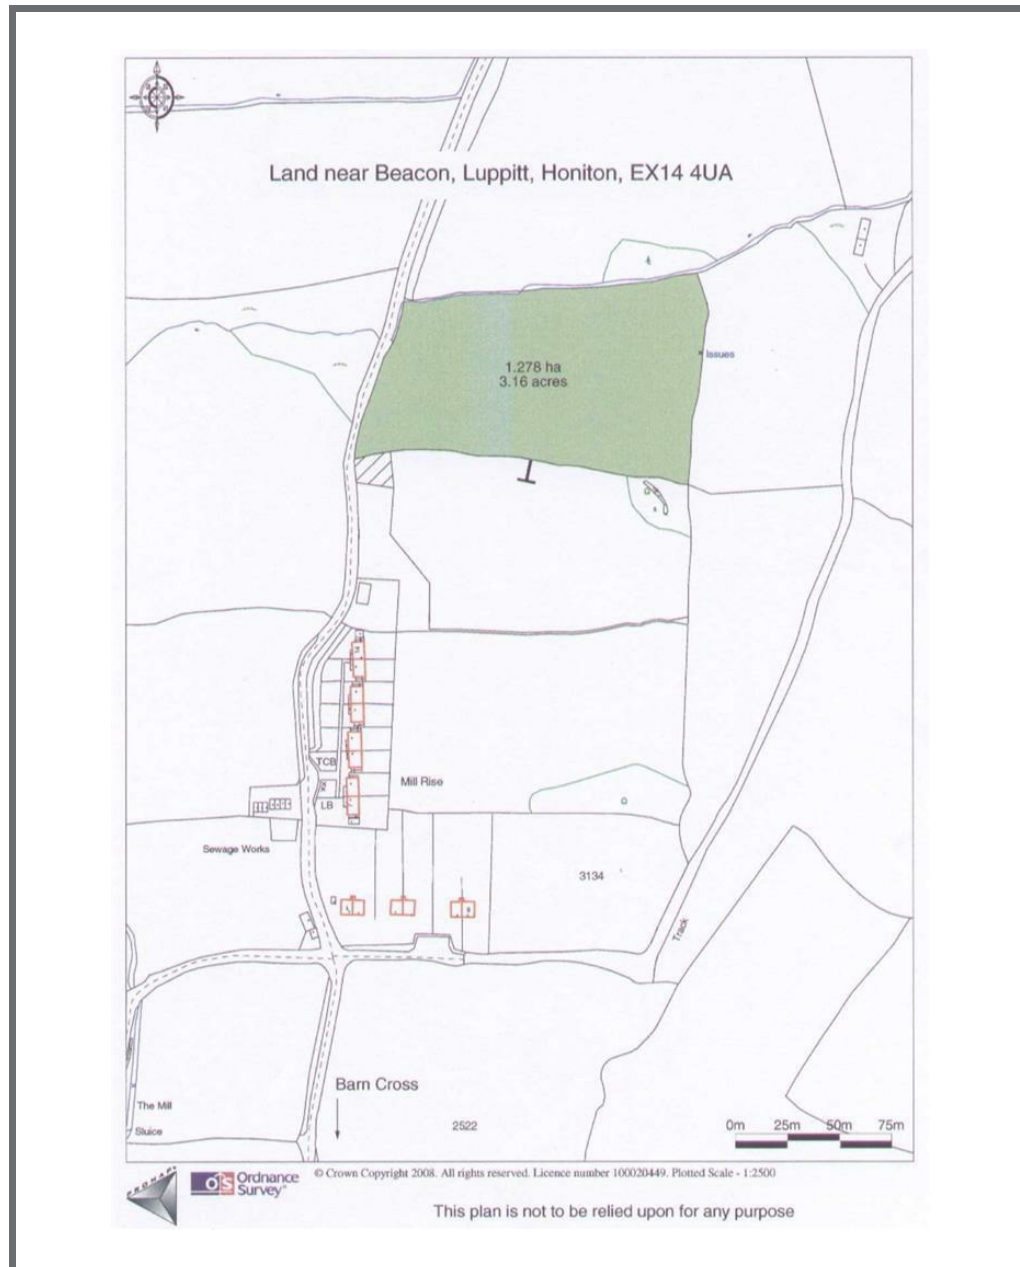 Land near Beacon, Luppitt, Honiton, EX14 4UA
1.278 ha
3.16 acres
Issues
14
TCB
Mill Rise
LB
Sewage Works
3134
Track
Barn Cross
The Mill
2522
Sluice
0m 25m 50m 75m
PROMAP
OS Ordnance
Survey®
© Crown Copyright 2008. All rights reserved. Licence number 100020449. Plotted Scale - 1:2500
This plan is not to be relied upon for any purpose